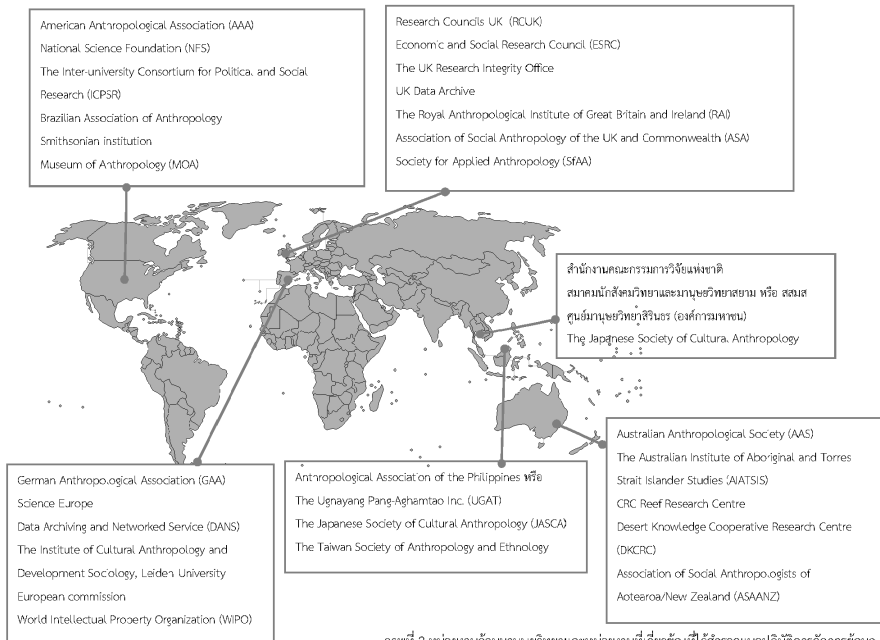 American Anthropological Association (AAA)
National Science Foundation (NFS)
The Inter-university Consortium for Political and Social
Research (ICPSR)
Brazilian Association of Anthropology
Smithsonian institution
Museum of Anthropology (MOA)
Research Councils UK (RCUK)
Economic and Social Research Council (ESRC)
The UK Research Integrity Office
UK Data Archive
The Royal Anthropological Institute of Great Britain and Ireland (RAI)
Association of Social Anthropology of the UK and Commonwealth (ASA)
Society for Applied Anthropology (SfAA)
สำนักงานคณะกรรมการวิจัยแห่งชาติ
สมาคมนักสังคมวิทยาและมานุษยวิทยาสยาม หรือ สสมส
ศูนย์มานุษยวิทยาสิรินธร (องค์การมหาชน)
The Japanese Society of Cultural Anthropology
Australian Anthropological Society (AAS)
The Australian Institute of Aboriginal and Torres
Strait Islander Studies (AIATSIS)
CRC Reef Research Centre
Desert Knowledge Cooperative Research Centre
(DKCRC)
Association of Social Anthropologists of
Aotearoa/New Zealand (ASAANZ)
German Anthropological Association (GAA)
Science Europe
Data Archiving and Networked Service (DANS)
The Institute of Cultural Anthropology and
Development Sociology, Leiden University
European commission
World Intellectual Property Organization (WIPO)
Anthropological Association of the Philippines หรือ
The Ugnayang Pang-Aghamtao Inc. (UGAT)
The Japanese Society of Cultural Anthropology (JASCA)
The Taiwan Society of Anthropology and Ethnology